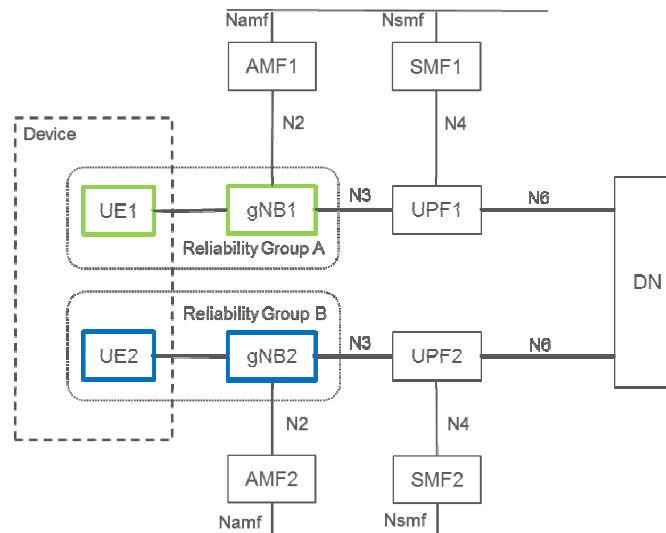 Namf
Nsmf
AMF1
SMF1
N2
N4
Device
UE1
gNB1
N3
UPF1
N6
Reliability Group A
DN
Reliability Group B
UE2
gNB2
N3
UPF2
N6
N2
N4
AMF2
SMF2
Namf
Nsmf